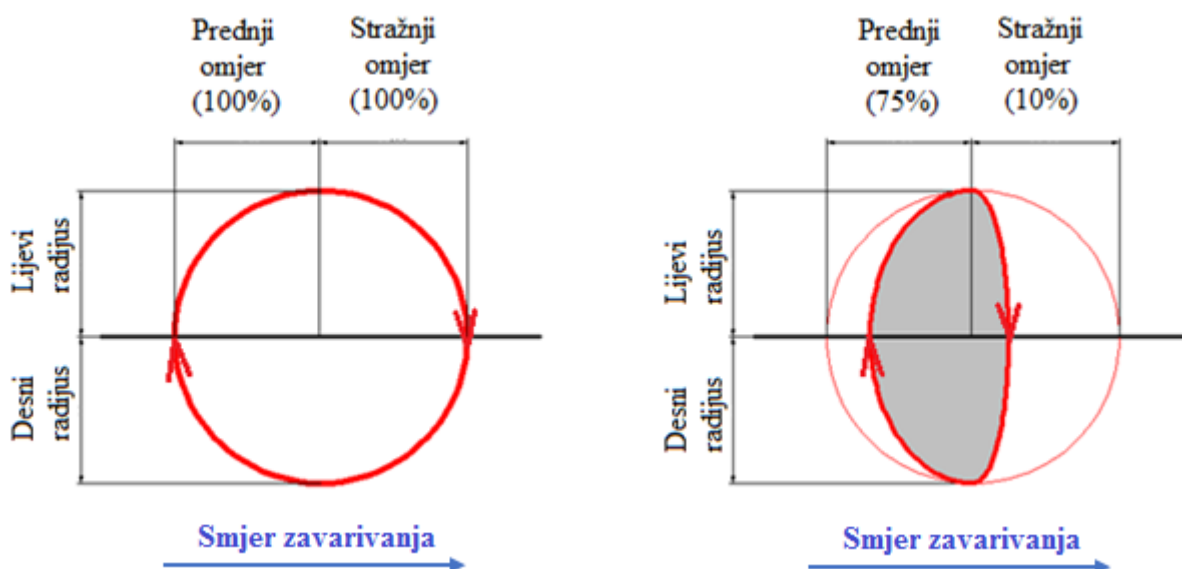 Prednji
omjer
(100%)
Stražnji
omjer
(100%)
Lijevi
radijus
Desni
radijus
Smjer zavarivanja
Prednji
omjer
(75%)
Stražnji
omjer
(10%)
Lijevi
radijus
Desni
radijus
Smjer zavarivanja